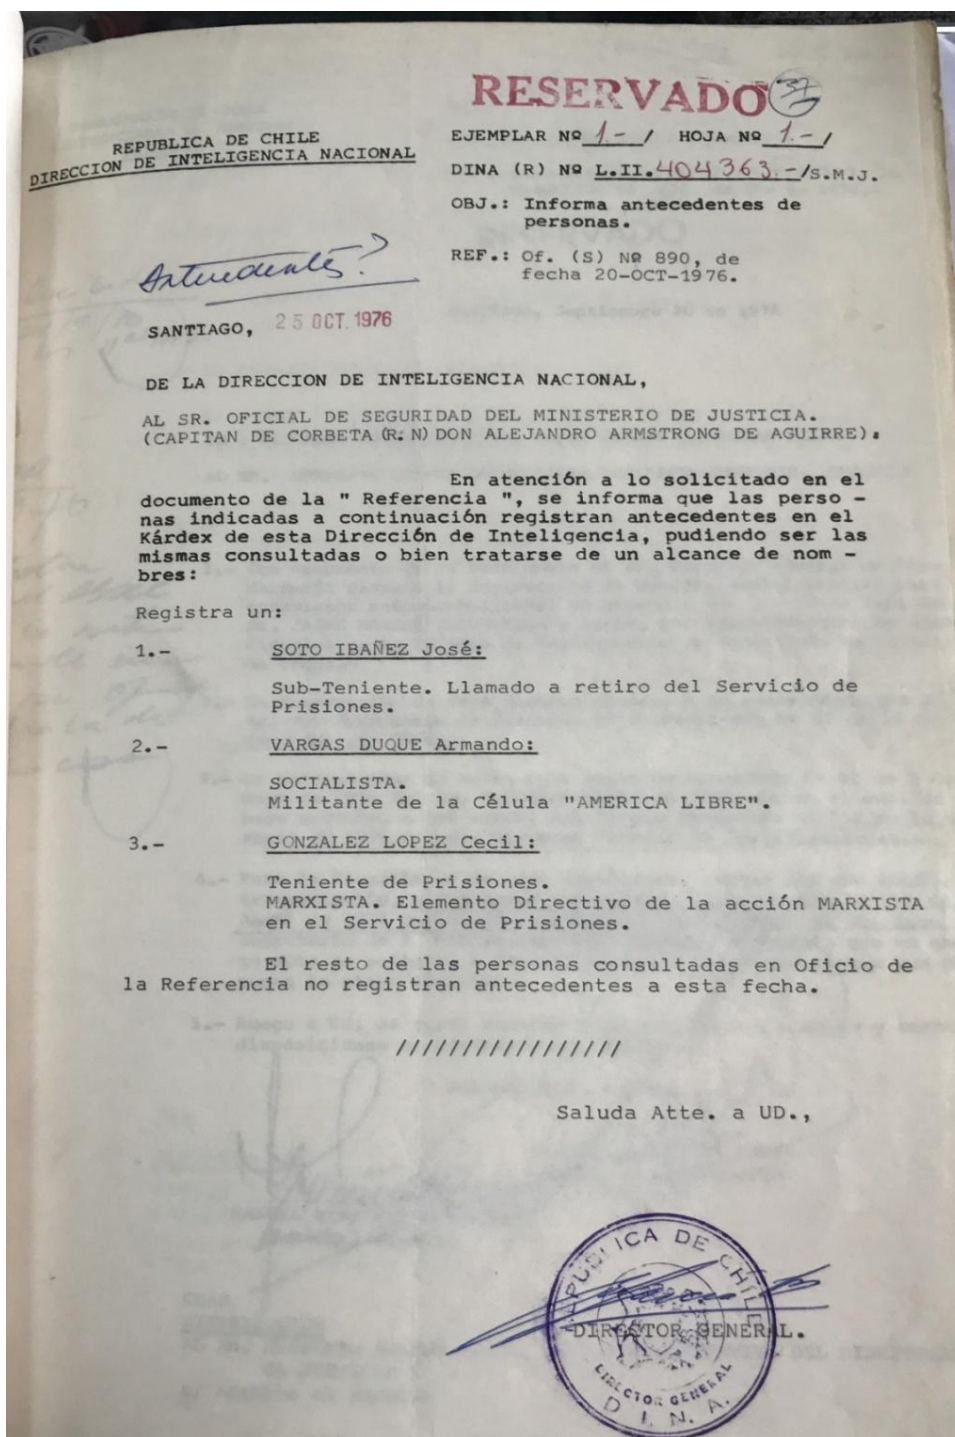 RESERVADO
37
REPUBLICA DE CHILE
DIRECCION DE INTELIGENCIA NACIONAL
EJEMPLAR Nº 1.- / HOJA Nº 1.- /
DINA (R) Nº L.II.404363.-/S.M.J.
OBJ.: Informa antecedentes de
personas.
REF.: Of. (S) Nº 890, de
fecha 20-OCT-1976.
Antecedentes?
SANTIAGO, 25 OCT. 1976
DE LA DIRECCION DE INTELIGENCIA NACIONAL,
AL SR. OFICIAL DE SEGURIDAD DEL MINISTERIO DE JUSTICIA.
(CAPITAN DE CORBETA (R. N) DON ALEJANDRO ARMSTRONG DE AGUIRRE).
En atención a lo solicitado en el
documento de la " Referencia ", se informa que las perso -
nas indicadas a continuación registran antecedentes en el
Kárdex de esta Dirección de Inteligencia, pudiendo ser las
mismas consultadas o bien tratarse de un alcance de nom -
bres:
Registra un:
1.- SOTO IBAÑEZ José:
Sub-Teniente. Llamado a retiro del Servicio de
Prisiones.
2.- VARGAS DUQUE Armando:
SOCIALISTA.
Militante de la Célula "AMERICA LIBRE".
3.- GONZALEZ LOPEZ Cecil:
Teniente de Prisiones.
MARXISTA. Elemento Directivo de la acción MARXISTA
en el Servicio de Prisiones.
El resto de las personas consultadas en Oficio de
la Referencia no registran antecedentes a esta fecha.
/////////////////
Saluda Atte. a UD.,
REPUBLICA DE CHILE
DIRECTOR GENERAL.
DIRECTOR GENERAL
D. I. N. A.